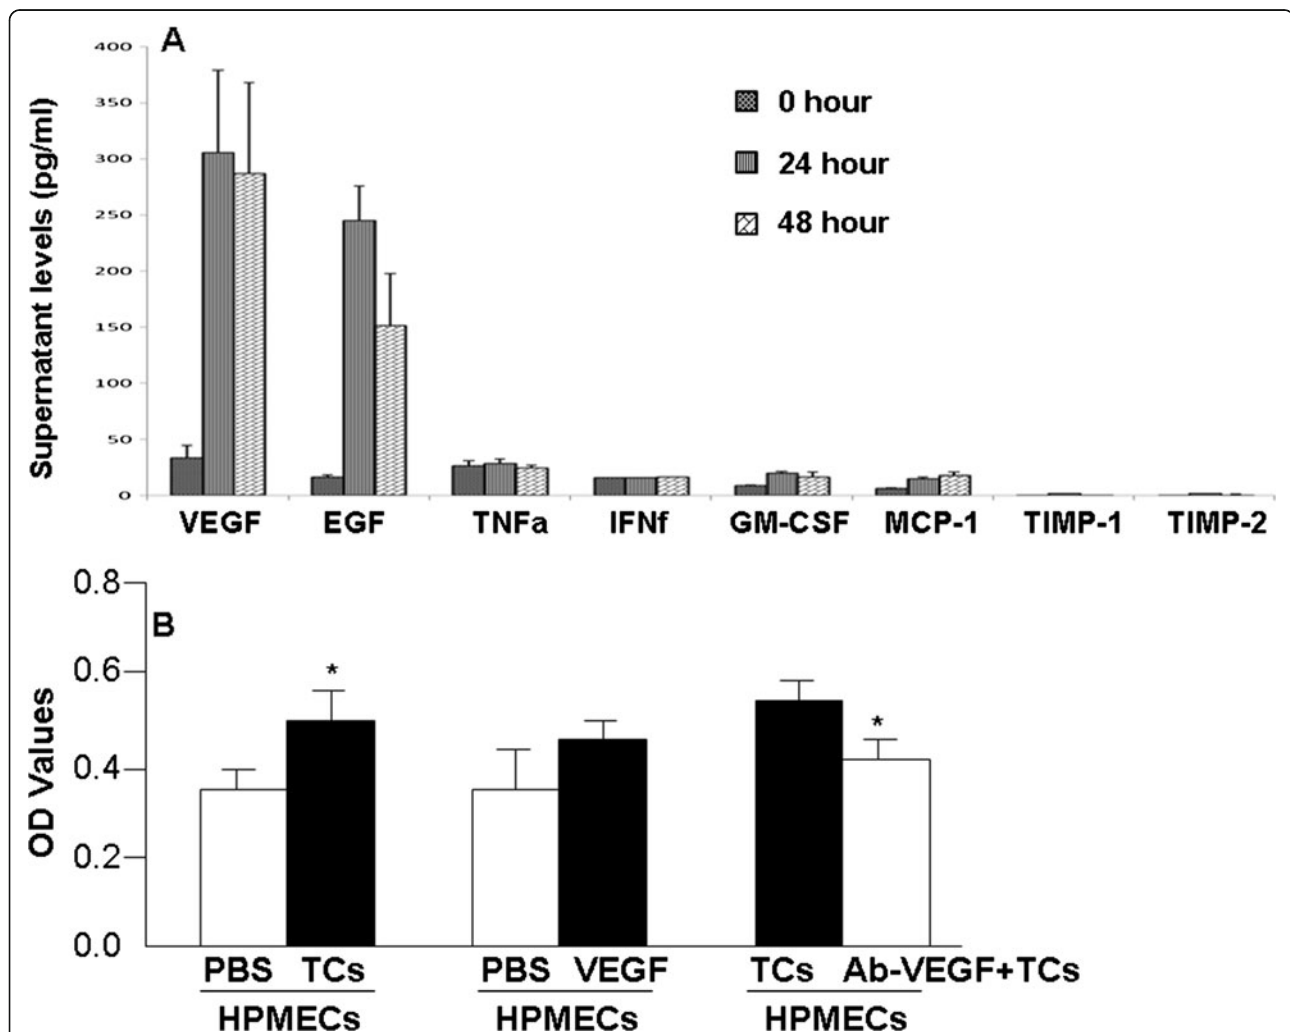 A
400
350
300
250
200
150
100
50
0
Supernatant levels (pg/ml)
0 hour
24 hour
48 hour
VEGF EGF TNFa IFNf GM-CSF MCP-1 TIMP-1 TIMP-2
B
0.8
0.6
0.4
0.2
0.0
OD Values
*
*
PBS TCs PBS VEGF TCs Ab-VEGF+TCs
HPMECs HPMECs HPMECs